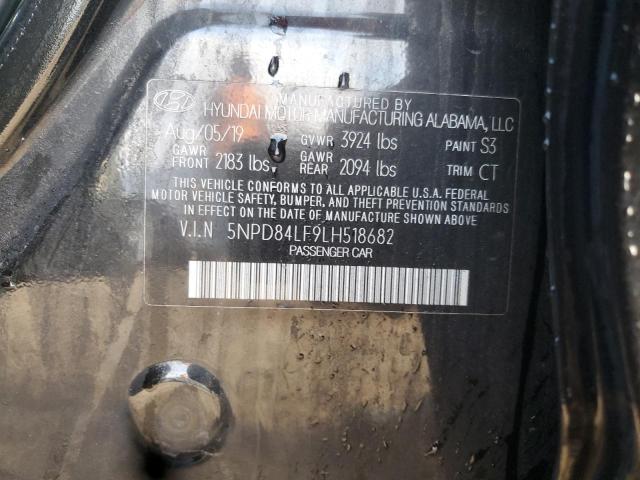 MANUFACTURED BY
HYUNDAI MOTOR MANUFACTURING ALABAMA, LLC
Aug/05/19 GVWR 3924 lbs PAINT S3
GAWR FRONT 2183 lbs GAWR REAR 2094 lbs TRIM CT
THIS VEHICLE CONFORMS TO ALL APPLICABLE U.S.A. FEDERAL
MOTOR VEHICLE SAFETY, BUMPER, AND THEFT PREVENTION STANDARDS
IN EFFECT ON THE DATE OF MANUFACTURE SHOWN ABOVE
V.I.N 5NPD84LF9LH518682
PASSENGER CAR